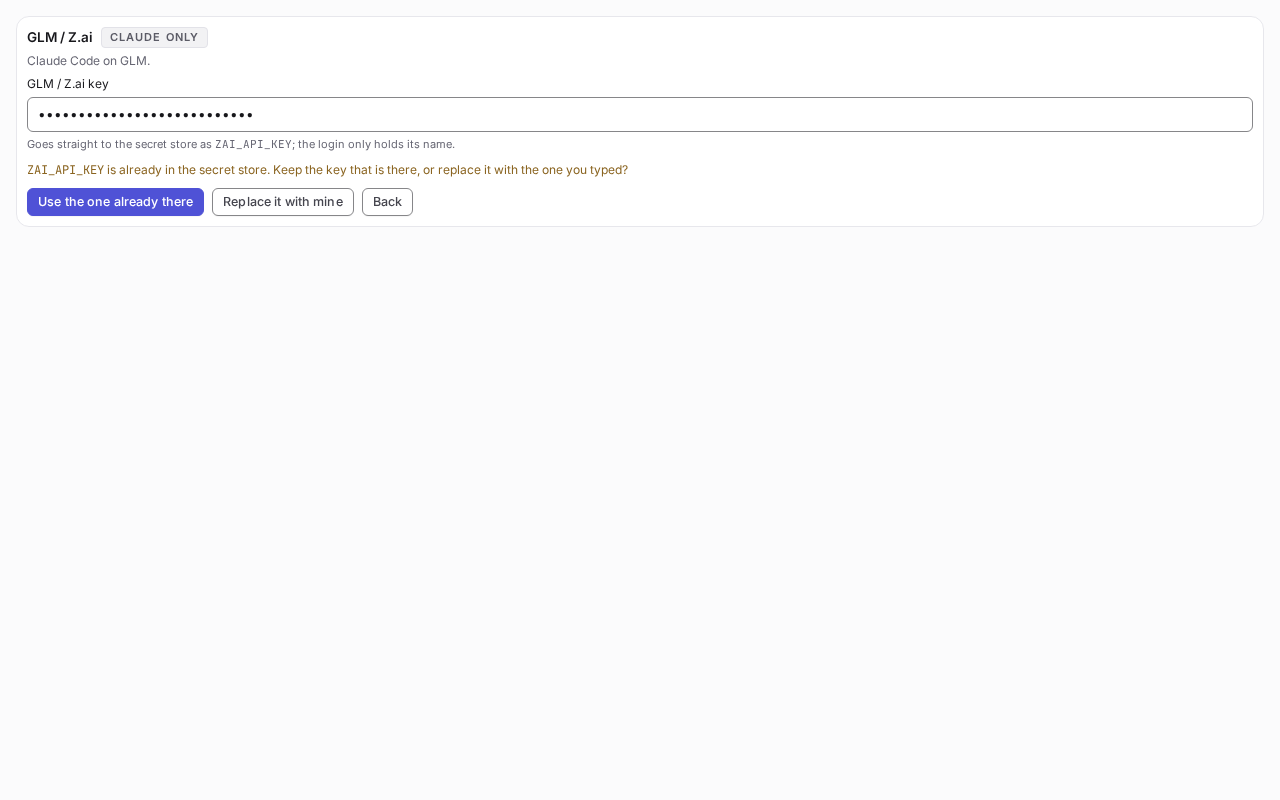 GLM / Z.ai CLAUDE ONLY
Claude Code on GLM.
GLM / Z.ai key
•••••••••••••••••••••••••••
Goes straight to the secret store as ZAI_API_KEY; the login only holds its name.
ZAI_API_KEY is already in the secret store. Keep the key that is there, or replace it with the one you typed?
Use the one already there Replace it with mine Back